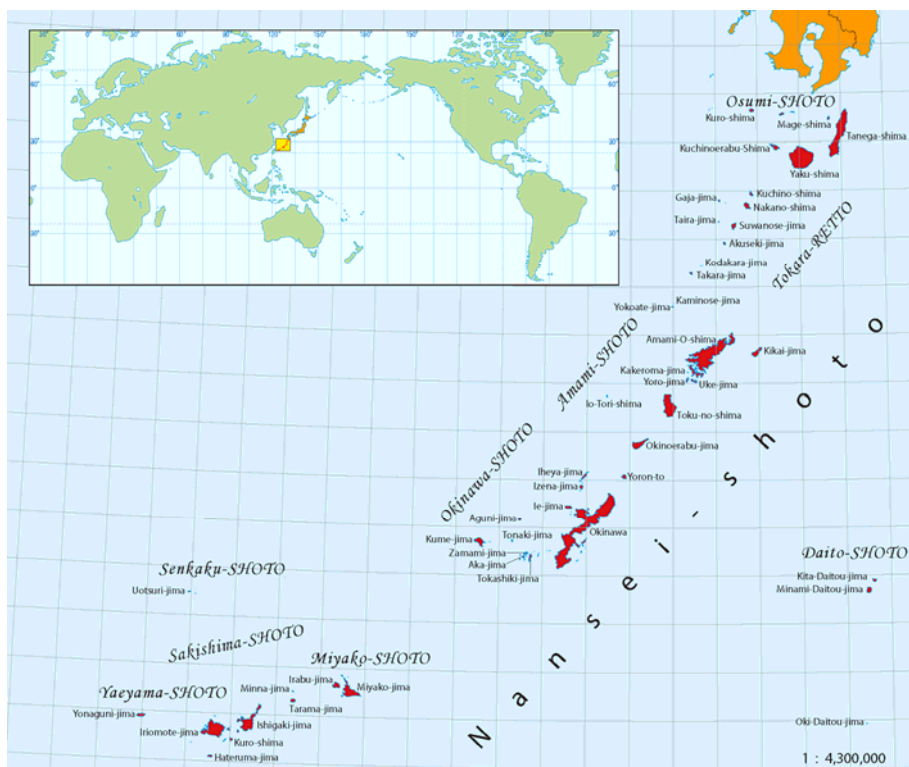 Osumi-SHOTO
Kuro-shima
Mage-shima
Tanega-shima
Kuchinoerabu-Shima
Yaku-shima
Kuchino-shima
Gaja-jima
Nakano-shima
Taira-jima
Suwanose-jima
Akuseki-jima
Kodakara-jima
Takara-jima
Tokara-RETTO
Kaminose-jima
Yokoate-jima
Amami-SHOTO
Amami-O-shima
Kikai-jima
Kakeroma-jima
Yoro-jima
Uke-jima
Io-Tori-shima
Toku-no-shima
Okinoerabu-jima
Okinawa-SHOTO
Iheya-jima
Yoron-to
Izena-jima
Ie-jima
Aguni-jima
Okinawa
Kume-jima
Tonaki-jima
Zamami-jima
Aka-jima
Tokashiki-jima
Nansei-shoto
Daito-SHOTO
Kita-Daitou-jima
Minami-Daitou-jima
Senkaku-SHOTO
Uotsuri-jima
Sakishima-SHOTO
Miyako-SHOTO
Irabu-jima
Yaeyama-SHOTO
Minna-jima
Miyako-jima
Yonaguni-jima
Tarama-jima
Iriomote-jima
Ishigaki-jima
Kuro-shima
Hateruma-jima
Oki-Daitou-jima
1 : 4,300,000